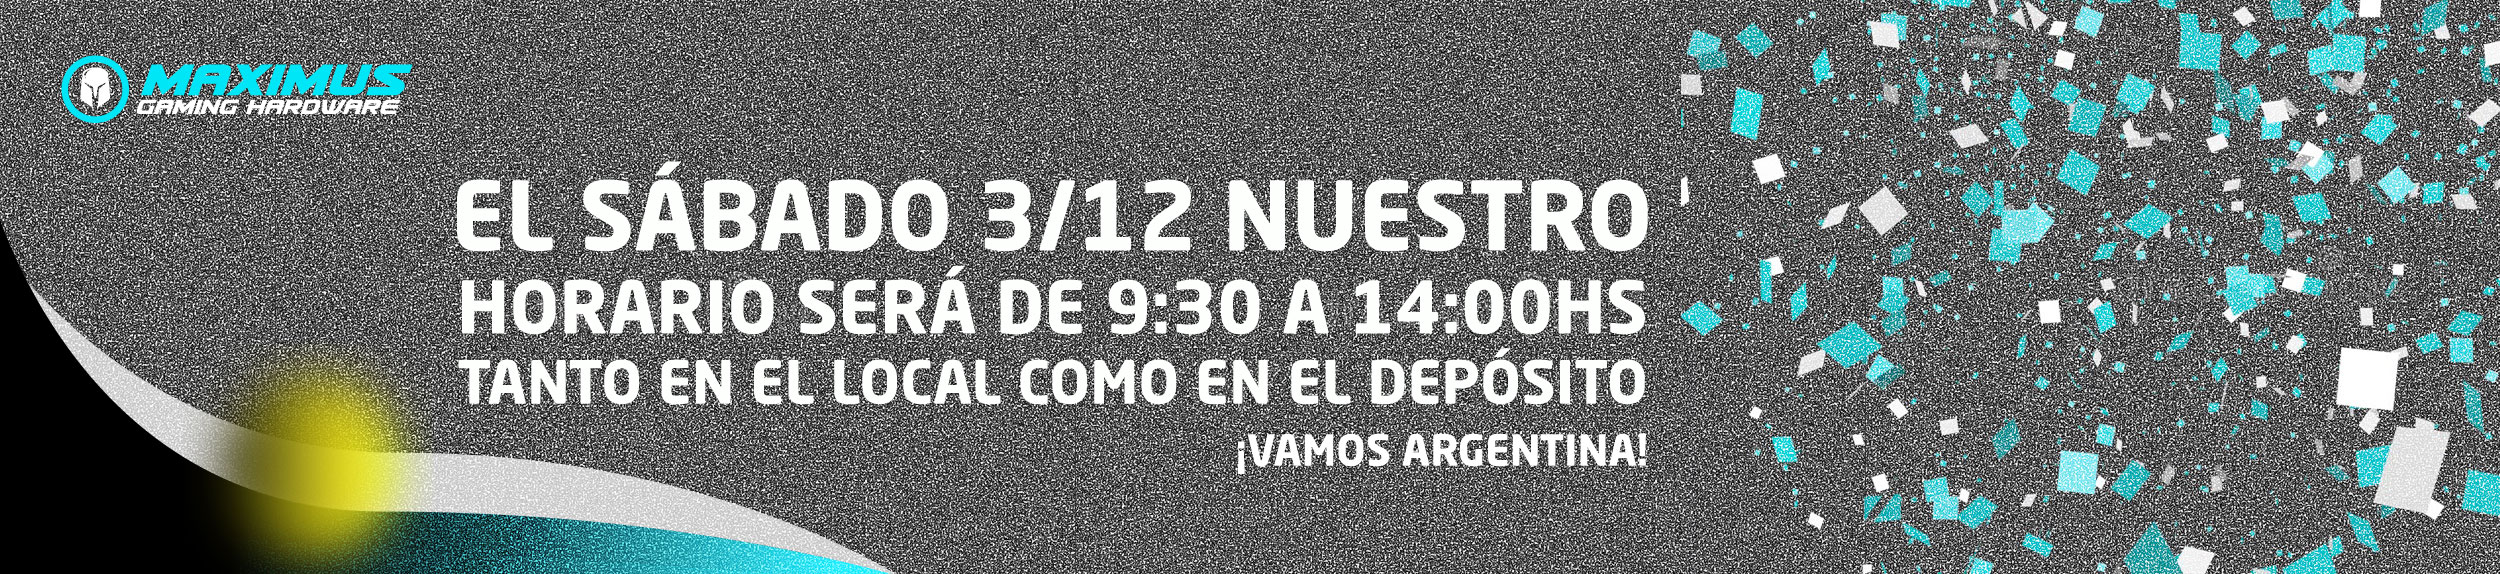 MAXIMUS
GAMING HARDWARE
EL SÁBADO 3/12 NUESTRO
HORARIO SERÁ DE 9:30 A 14:00HS
TANTO EN EL LOCAL COMO EN EL DEPÓSITO
¡VAMOS ARGENTINA!